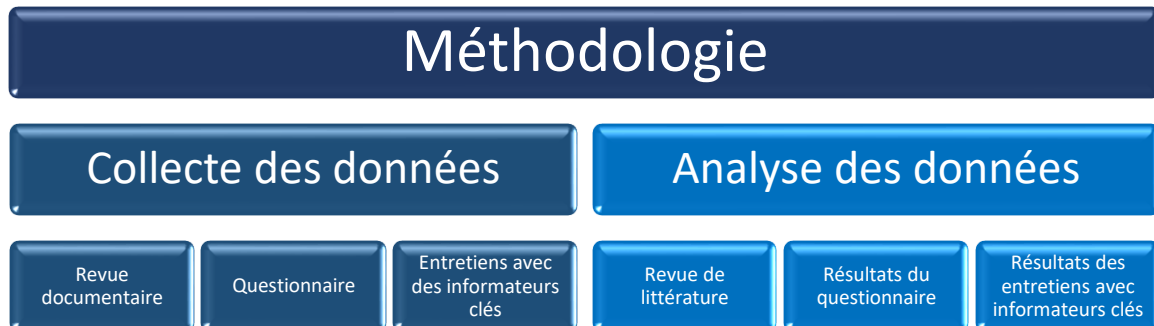 Méthodologie
Collecte des données
Analyse des données
Revue
documentaire
Questionnaire
Entretiens avec
des informateurs
clés
Revue de
littérature
Résultats du
questionnaire
Résultats des
entretiens avec
informateurs clés